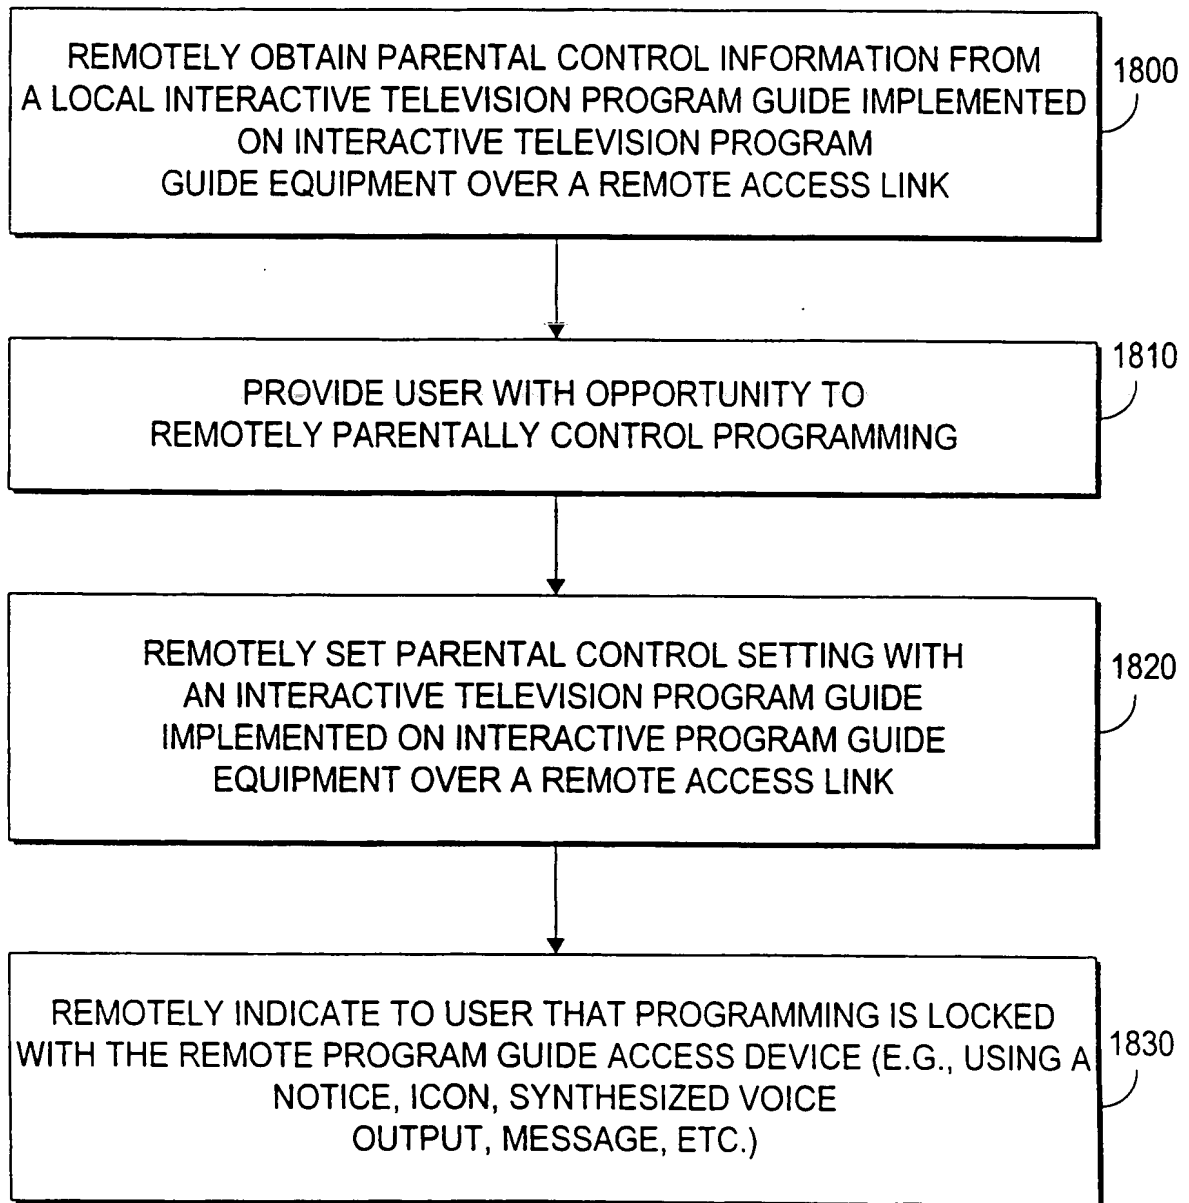 REMOTELY OBTAIN PARENTAL CONTROL INFORMATION FROM
A LOCAL INTERACTIVE TELEVISION PROGRAM GUIDE IMPLEMENTED
ON INTERACTIVE TELEVISION PROGRAM
GUIDE EQUIPMENT OVER A REMOTE ACCESS LINK
1800
PROVIDE USER WITH OPPORTUNITY TO
REMOTELY PARENTALLY CONTROL PROGRAMMING
1810
REMOTELY SET PARENTAL CONTROL SETTING WITH
AN INTERACTIVE TELEVISION PROGRAM GUIDE
IMPLEMENTED ON INTERACTIVE PROGRAM GUIDE
EQUIPMENT OVER A REMOTE ACCESS LINK
1820
REMOTELY INDICATE TO USER THAT PROGRAMMING IS LOCKED
WITH THE REMOTE PROGRAM GUIDE ACCESS DEVICE (E.G., USING A
NOTICE, ICON, SYNTHESIZED VOICE
OUTPUT, MESSAGE, ETC.)
1830